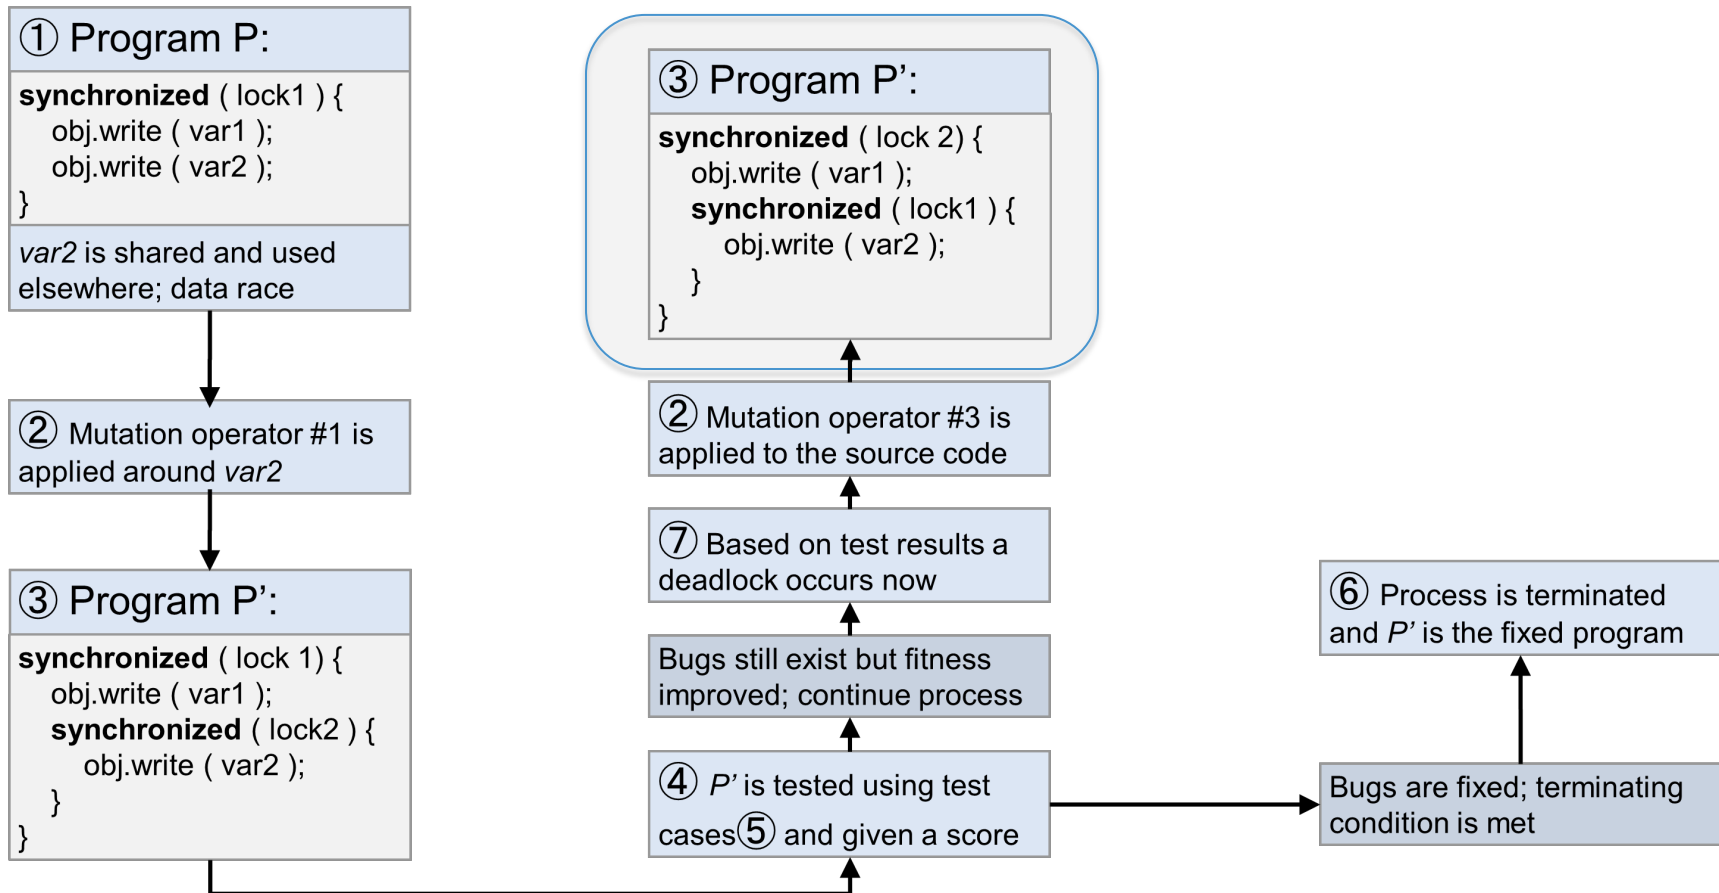 ① Program P:
synchronized ( lock1 ) {
obj.write ( var1 );
obj.write ( var2 );
}
var2 is shared and used
elsewhere; data race
② Mutation operator #1 is
applied around var2
③ Program P’:
synchronized ( lock 1) {
obj.write ( var1 );
synchronized ( lock2 ) {
obj.write ( var2 );
}
}
③ Program P’:
synchronized ( lock 2) {
obj.write ( var1 );
synchronized ( lock1 ) {
obj.write ( var2 );
}
}
② Mutation operator #3 is
applied to the source code
⑦ Based on test results a
deadlock occurs now
Bugs still exist but fitness
improved; continue process
④ P’ is tested using test
cases⑤ and given a score
⑥ Process is terminated
and P’ is the fixed program
Bugs are fixed; terminating
condition is met